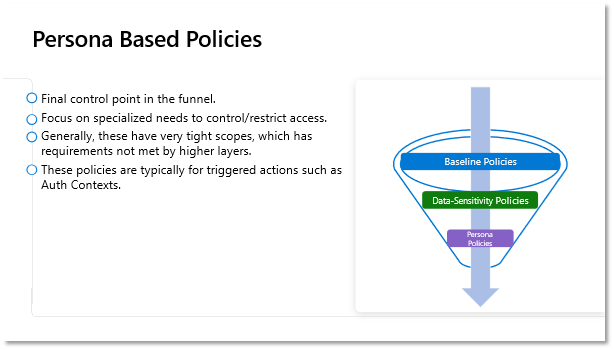 Persona Based Policies
Final control point in the funnel.
Focus on specialized needs to control/restrict access.
Generally, these have very tight scopes, which has
requirements not met by higher layers.
These policies are typically for triggered actions such as
Auth Contexts.
Baseline Policies
Data-Sensitivity Policies
Persona
Policies